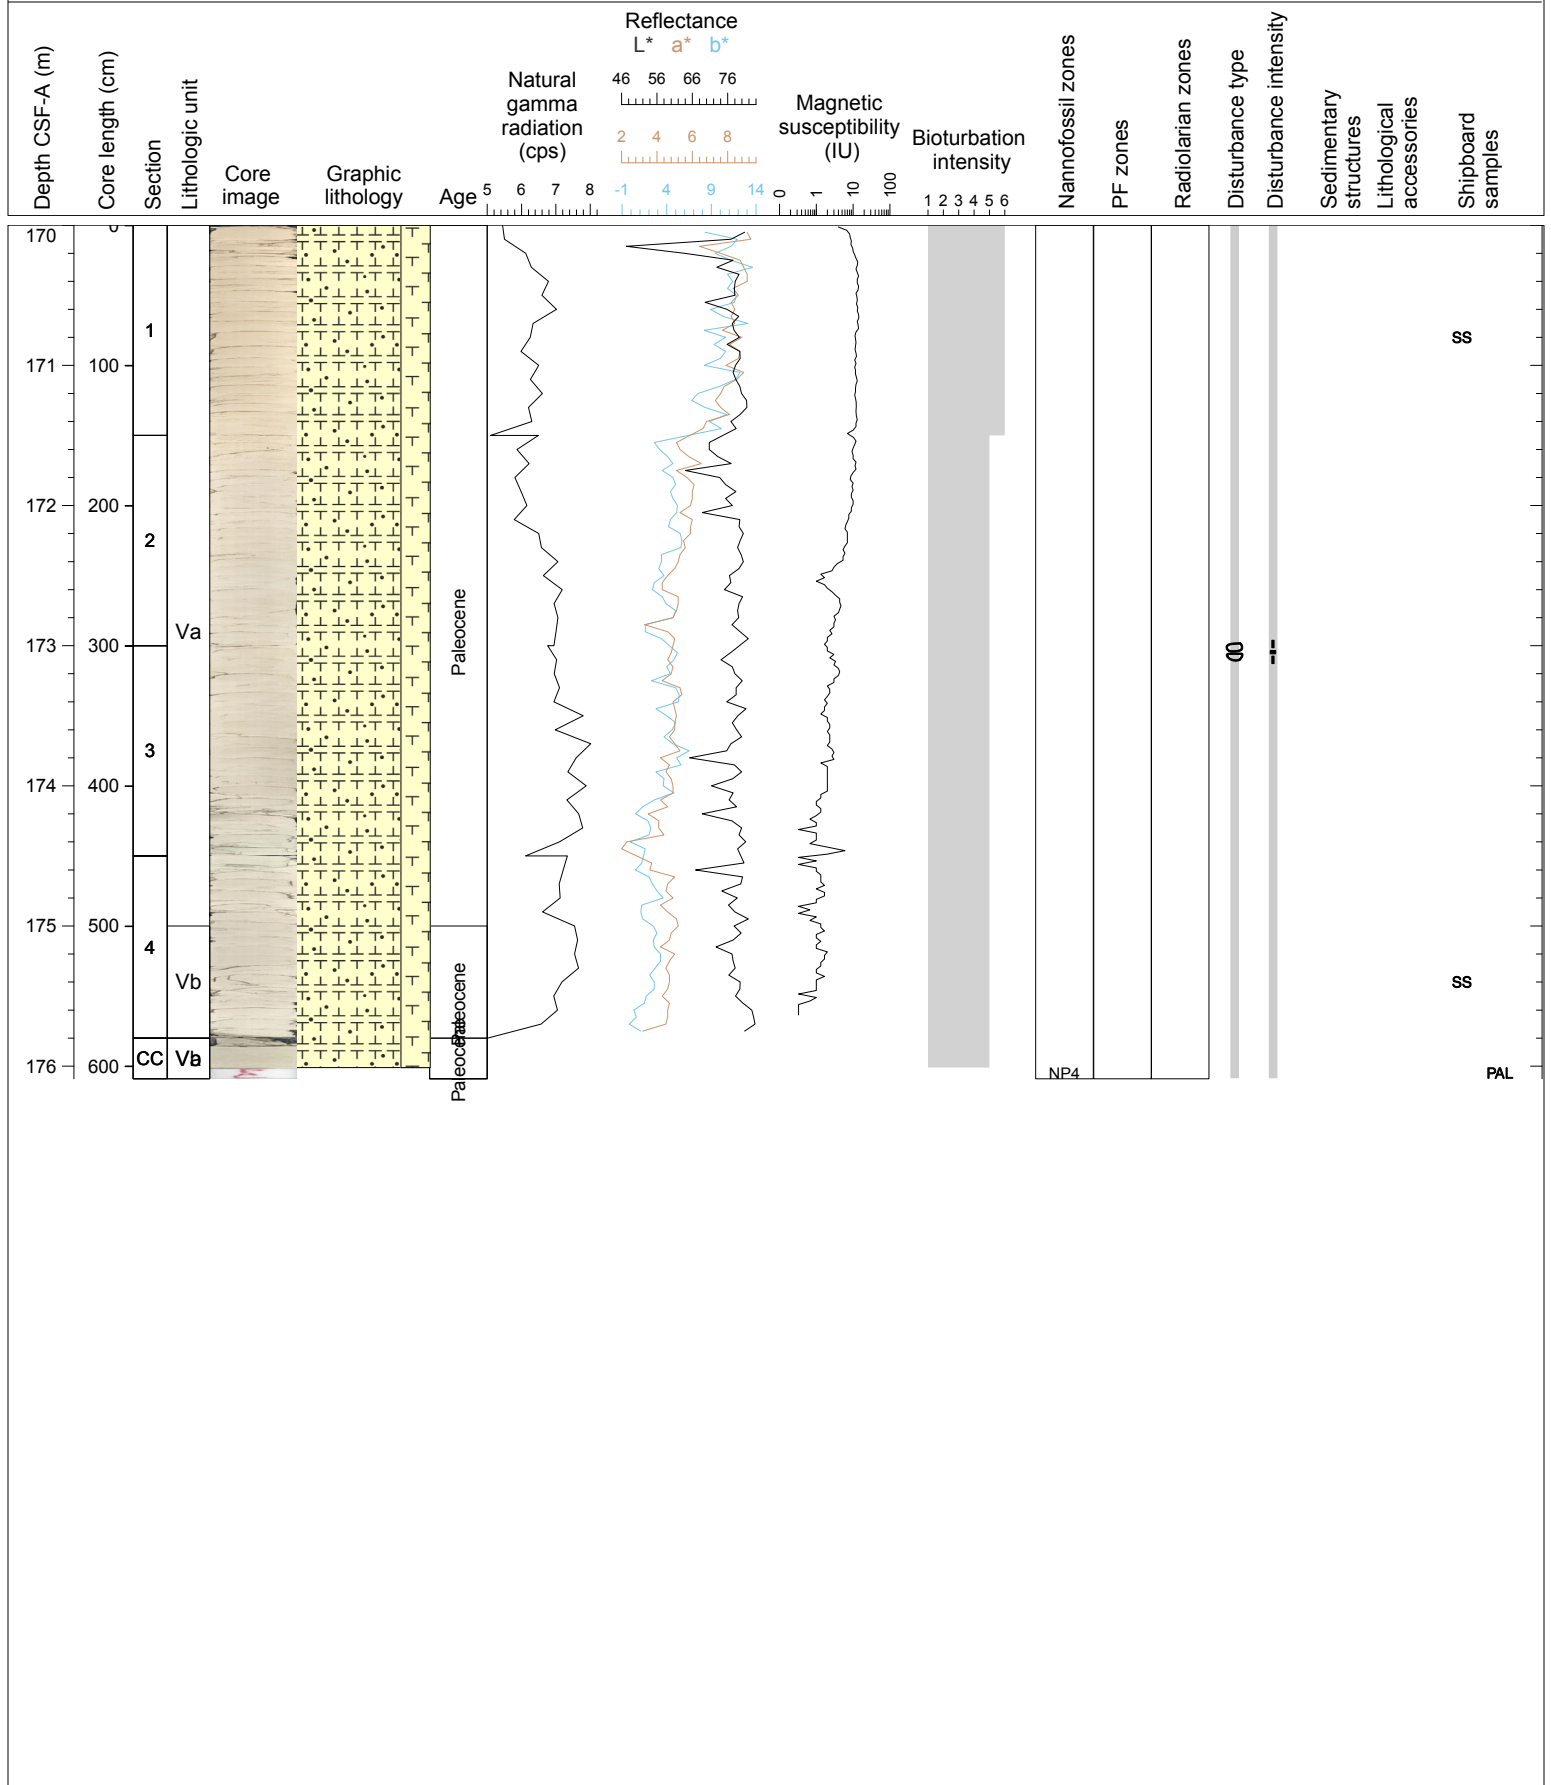 Depth CSF-A (m)
Core length (cm)
Section
Lithologic unit
Core
image
Graphic
lithology
Age
Natural
gamma
radiation
(cps)
5 6 7 8
Reflectance
L* a* b*
46 56 66 76
2 4 6 8
-1 4 9 14
Magnetic
susceptibility
(IU)
0 1 10 100
Bioturbation
intensity
1 2 3 4 5 6
Nannofossil zones
PF zones
Radiolarian zones
Disturbance type
Disturbance intensity
Sedimentary
structures
Lithological
accessories
Shipboard
samples
170 0
1 SS
171 100
172 200
2
Va Paleocene
173 300
3
174 400
175 500
4
Vb Paleocene SS
CC
Paleocene
176 600
NP4 PAL